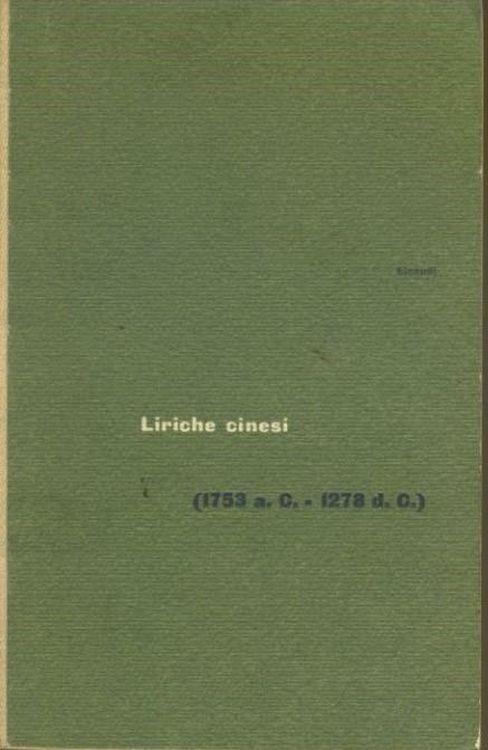 Einaudi
Liriche cinesi
(1753 a. C. - 1278 d. C.)